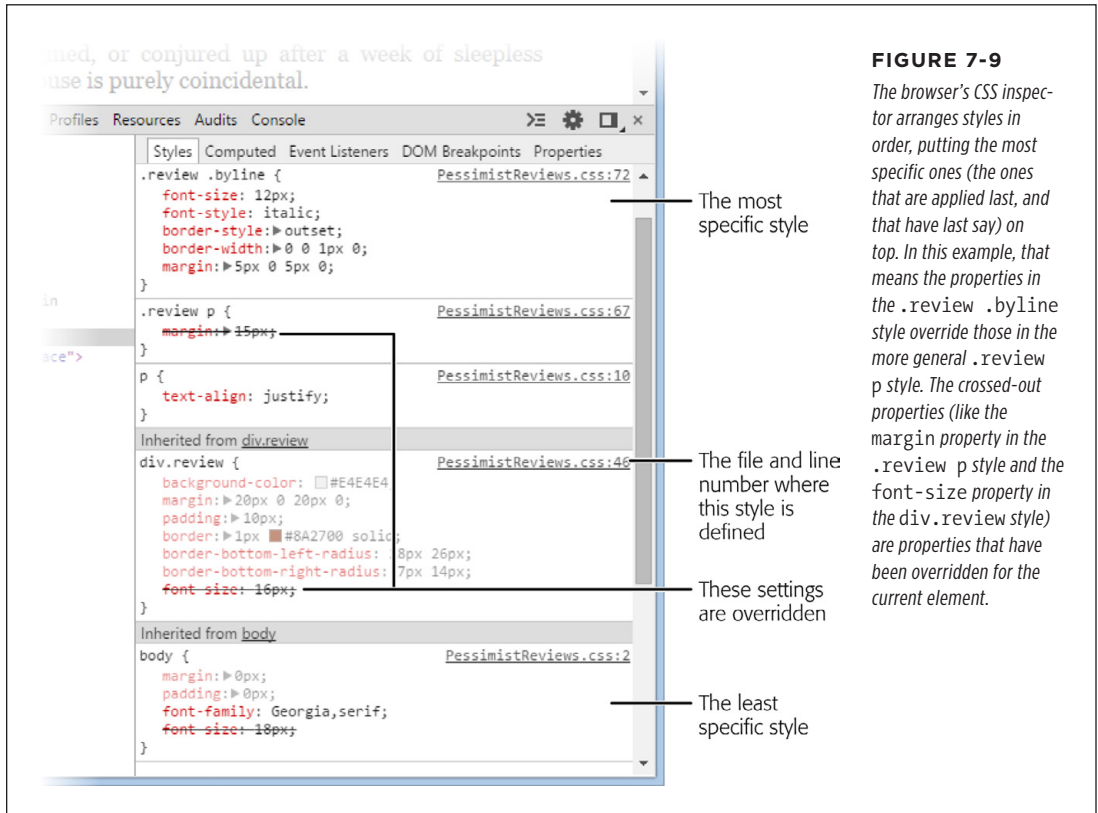 ined, or conjured up after a week of sleepless
use is purely coincidental.
Profiles Resources Audits Console
Styles Computed Event Listeners DOM Breakpoints Properties
.review .byline { PessimistReviews.css:72
font-size: 12px;
font-style: italic;
border-style:▶outset;
border-width:▶0 0 1px 0;
margin:▶5px 0 5px 0;
}
.review p { PessimistReviews.css:67
margin:▶15px;
}
p { PessimistReviews.css:10
text-align: justify;
}
Inherited from div.review
div.review { PessimistReviews.css:46
background-color: #E4E4E4
margin:▶20px 0 20px 0;
padding:▶10px;
border:▶1px #8A2700 solid;
border-bottom-left-radius: 8px 26px;
border-bottom-right-radius: 7px 14px;
font-size: 16px;
}
Inherited from body
body { PessimistReviews.css:2
margin:▶0px;
padding:▶0px;
font-family: Georgia,serif;
font-size: 18px;
}
in
ace">
The most
specific style
The file and line
number where
this style is
defined
These settings
are overridden
The least
specific style
FIGURE 7-9
The browser's CSS inspec-
tor arranges styles in
order, putting the most
specific ones (the ones
that are applied last, and
that have last say) on
top. In this example, that
means the properties in
the .review .byline
style override those in the
more general .review
p style. The crossed-out
properties (like the
margin property in the
.review p style and the
font-size property in
the div.review style)
are properties that have
been overridden for the
current element.